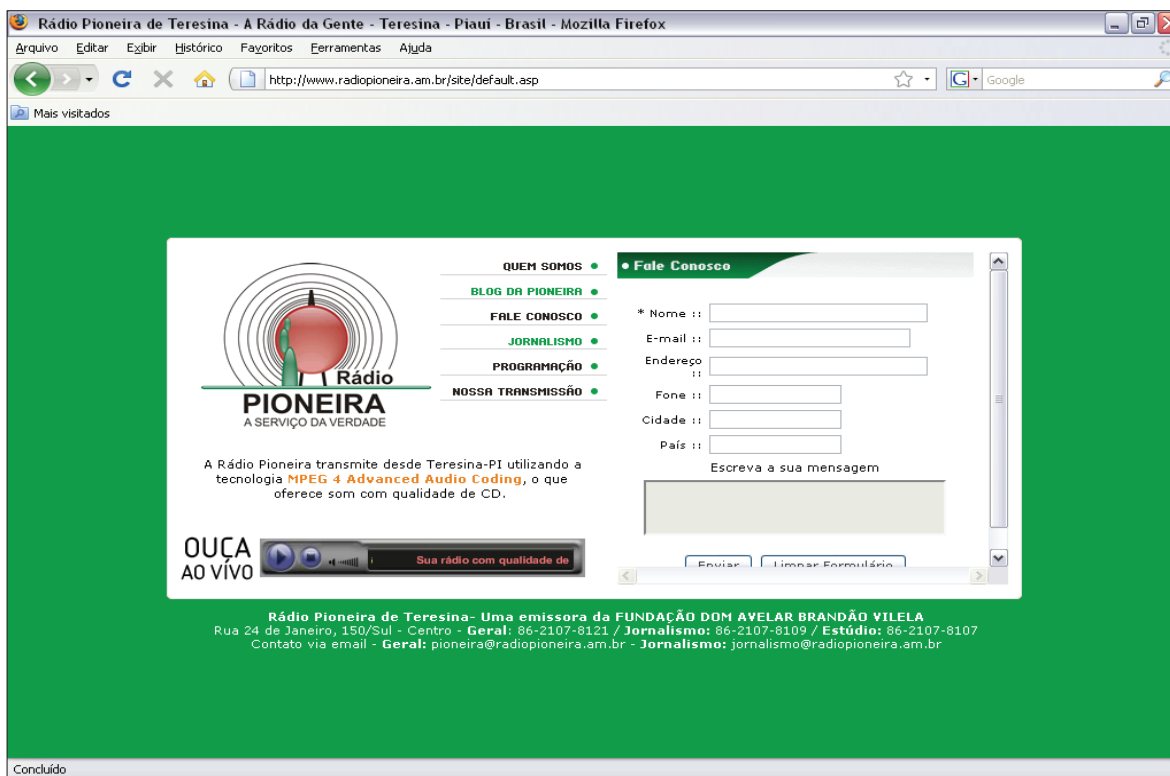 Rádio Pioneira de Teresina - A Rádio da Gente - Teresina - Piauí - Brasil - Mozilla Firefox
Arquivo Editar Exibir Histórico Favoritos Ferramentas Ajuda
http://www.radiopioneira.am.br/site/default.asp
G Google
Mais visitados
Rádio
PIONEIRA
A SERVIÇO DA VERDADE
QUEM SOMOS
BLOG DA PIONEIRA
FALE CONOSCO
JORNALISMO
PROGRAMAÇÃO
NOSSA TRANSMISSÃO
A Rádio Pioneira transmite desde Teresina-PI utilizando a
tecnologia MPEG 4 Advanced Audio Coding, o que
oferece som com qualidade de CD.
OUÇA
AO VÍVO
Sua rádio com qualidade de
• Fale Conosco
* Nome ::
E-mail ::
Endereço
::
Fone ::
Cidade ::
País ::
Escreva a sua mensagem
Enviar Limpar Formulário
Rádio Pioneira de Teresina- Uma emissora da FUNDAÇÃO DOM AVELAR BRANDÃO VILELA
Rua 24 de Janeiro, 150/Sul - Centro - Geral: 86-2107-8121 / Jornalismo: 86-2107-8109 / Estúdio: 86-2107-8107
Contato via email - Geral: pioneira@radiopioneira.am.br - Jornalismo: jornalismo@radiopioneira.am.br
Concluído